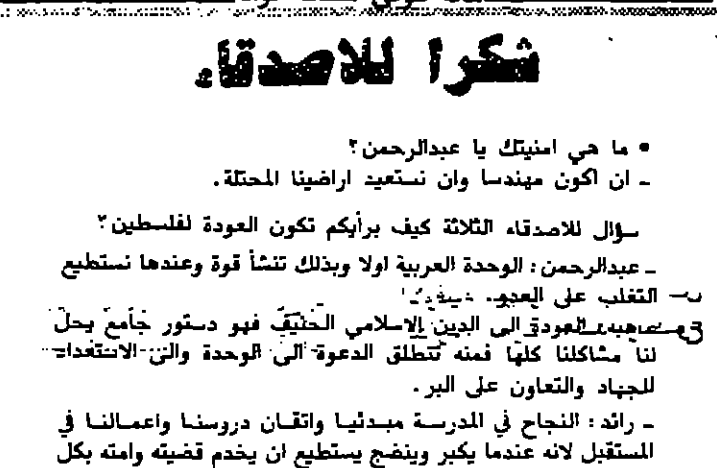 شكرا للاصدقاء
• ما هي امنيتك يا عبدالرحمن؟
ـ ان اكون مهندسا وان نستعيد اراضينا المحتلة.
سؤال للاصدقاء الثلاثة كيف برأيكم تكون العودة لفلسطين؟
ـ عبدالرحمن: الوحدة العربية اولا وبذلك تنشأ قوة وعندها نستطيع
التغلب على العدو.
العودة الى الدين الاسلامي الحنيف فهو دستور جامع يحل
لنا مشاكلنا كلها فمنه تنطلق الدعوة الى الوحدة والى الاستعداد
للجهاد والتعاون على البر.
ـ رائد: النجاح في المدرسة مبدئيا واتقان دروسنا واعمالنا في
المستقبل لانه عندما يكبر وينضج يستطيع ان يخدم قضيته وامته بكل